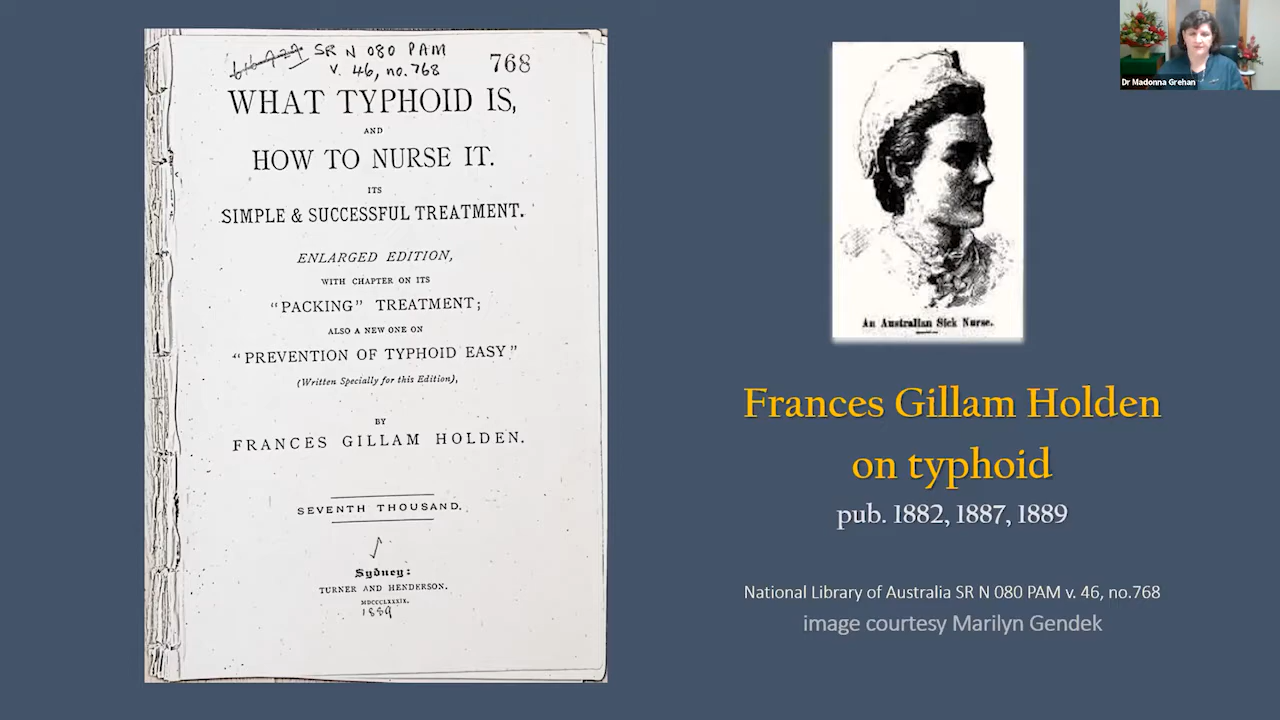 616929 SR N 080 PAM
v. 46, no.768
768
WHAT TYPHOID IS,
AND
HOW TO NURSE IT.
ITS
SIMPLE & SUCCESSFUL TREATMENT.
ENLARGED EDITION,
WITH CHAPTER ON ITS
“PACKING” TREATMENT;
ALSO A NEW ONE ON
“PREVENTION OF TYPHOID EASY”
(Written Specially for this Edition),
BY
FRANCES GILLAM HOLDEN.
SEVENTH THOUSAND.
Sydney:
TURNER AND HENDERSON.
MDCCCLXXXIX.
1889
An Australian Sick Nurse.
Frances Gillam Holden
on typhoid
pub. 1882, 1887, 1889
National Library of Australia SR N 080 PAM v. 46, no.768
image courtesy Marilyn Gendek
Dr Madonna Grehan